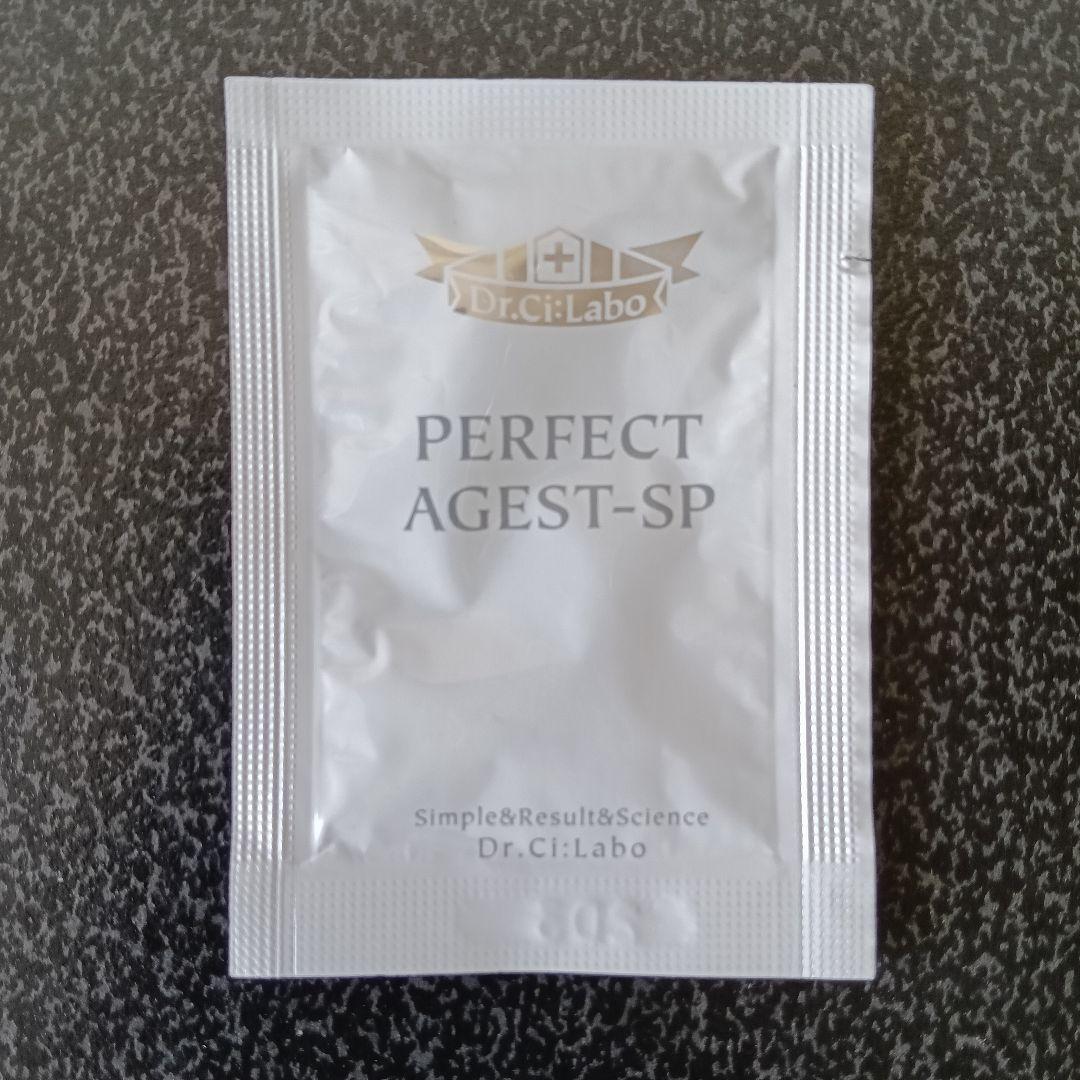 Dr.Ci:Labo
PERFECT
AGEST-SP
Simple&Result&Science
Dr.Ci:Labo